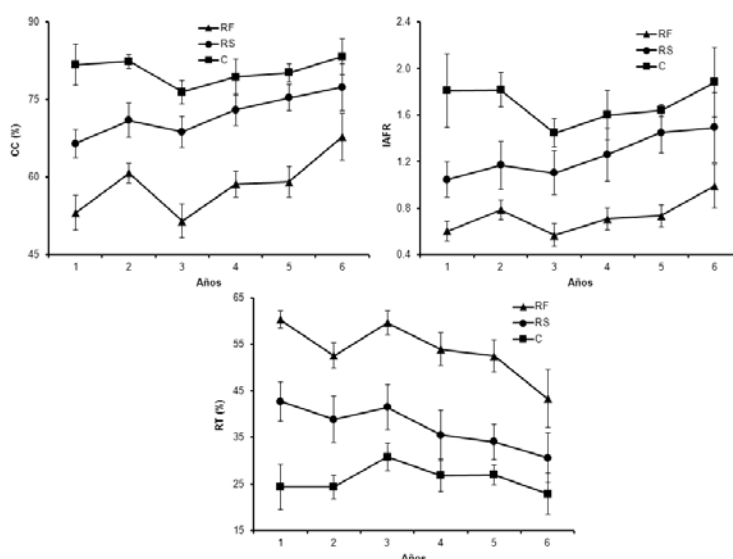 90
75
60
45
CC (%)
RF
RS
C
1 2 3 4 5 6
Años
2.4
2.0
1.6
1.2
0.8
0.4
IAFR
RF
RS
C
1 2 3 4 5 6
Años
65
55
45
35
25
15
RT (%)
RF
RS
C
1 2 3 4 5 6
Años